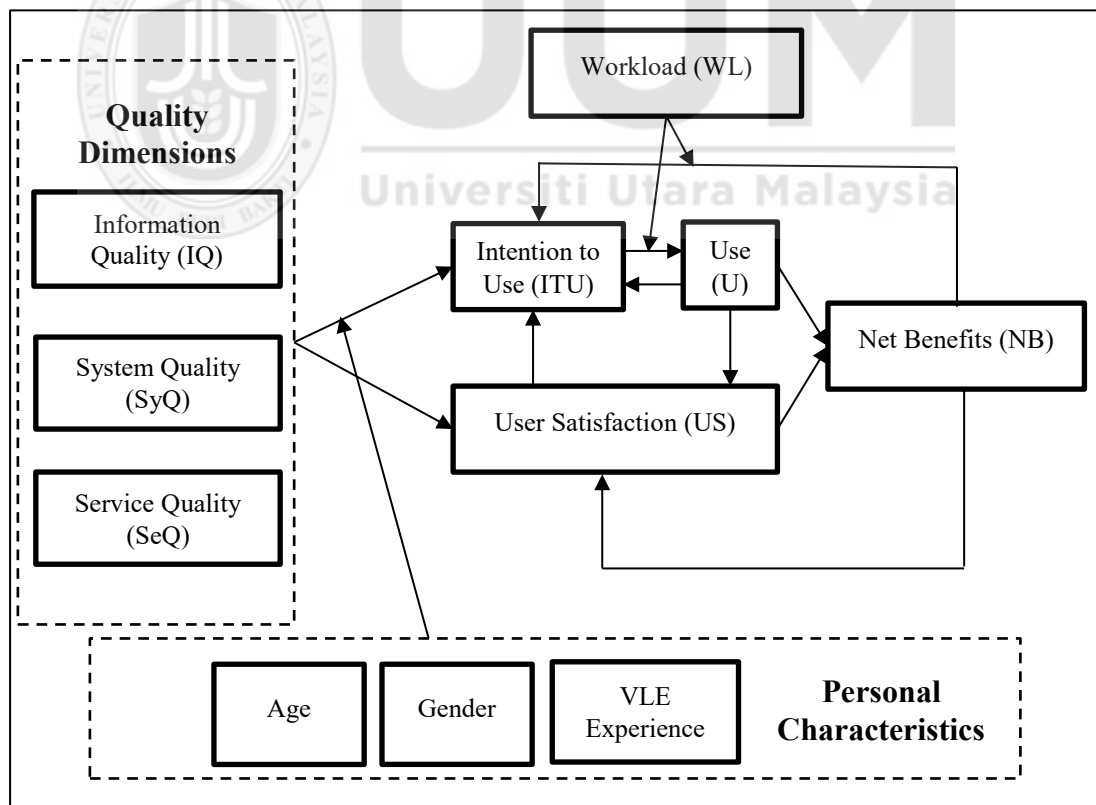 UUM
Universiti Utara Malaysia
Workload (WL)
Quality
Dimensions
Information
Quality (IQ)
System Quality
(SyQ)
Service Quality
(SeQ)
Intention to
Use (ITU)
Use
(U)
User Satisfaction (US)
Net Benefits (NB)
Age
Gender
VLE
Experience
Personal
Characteristics